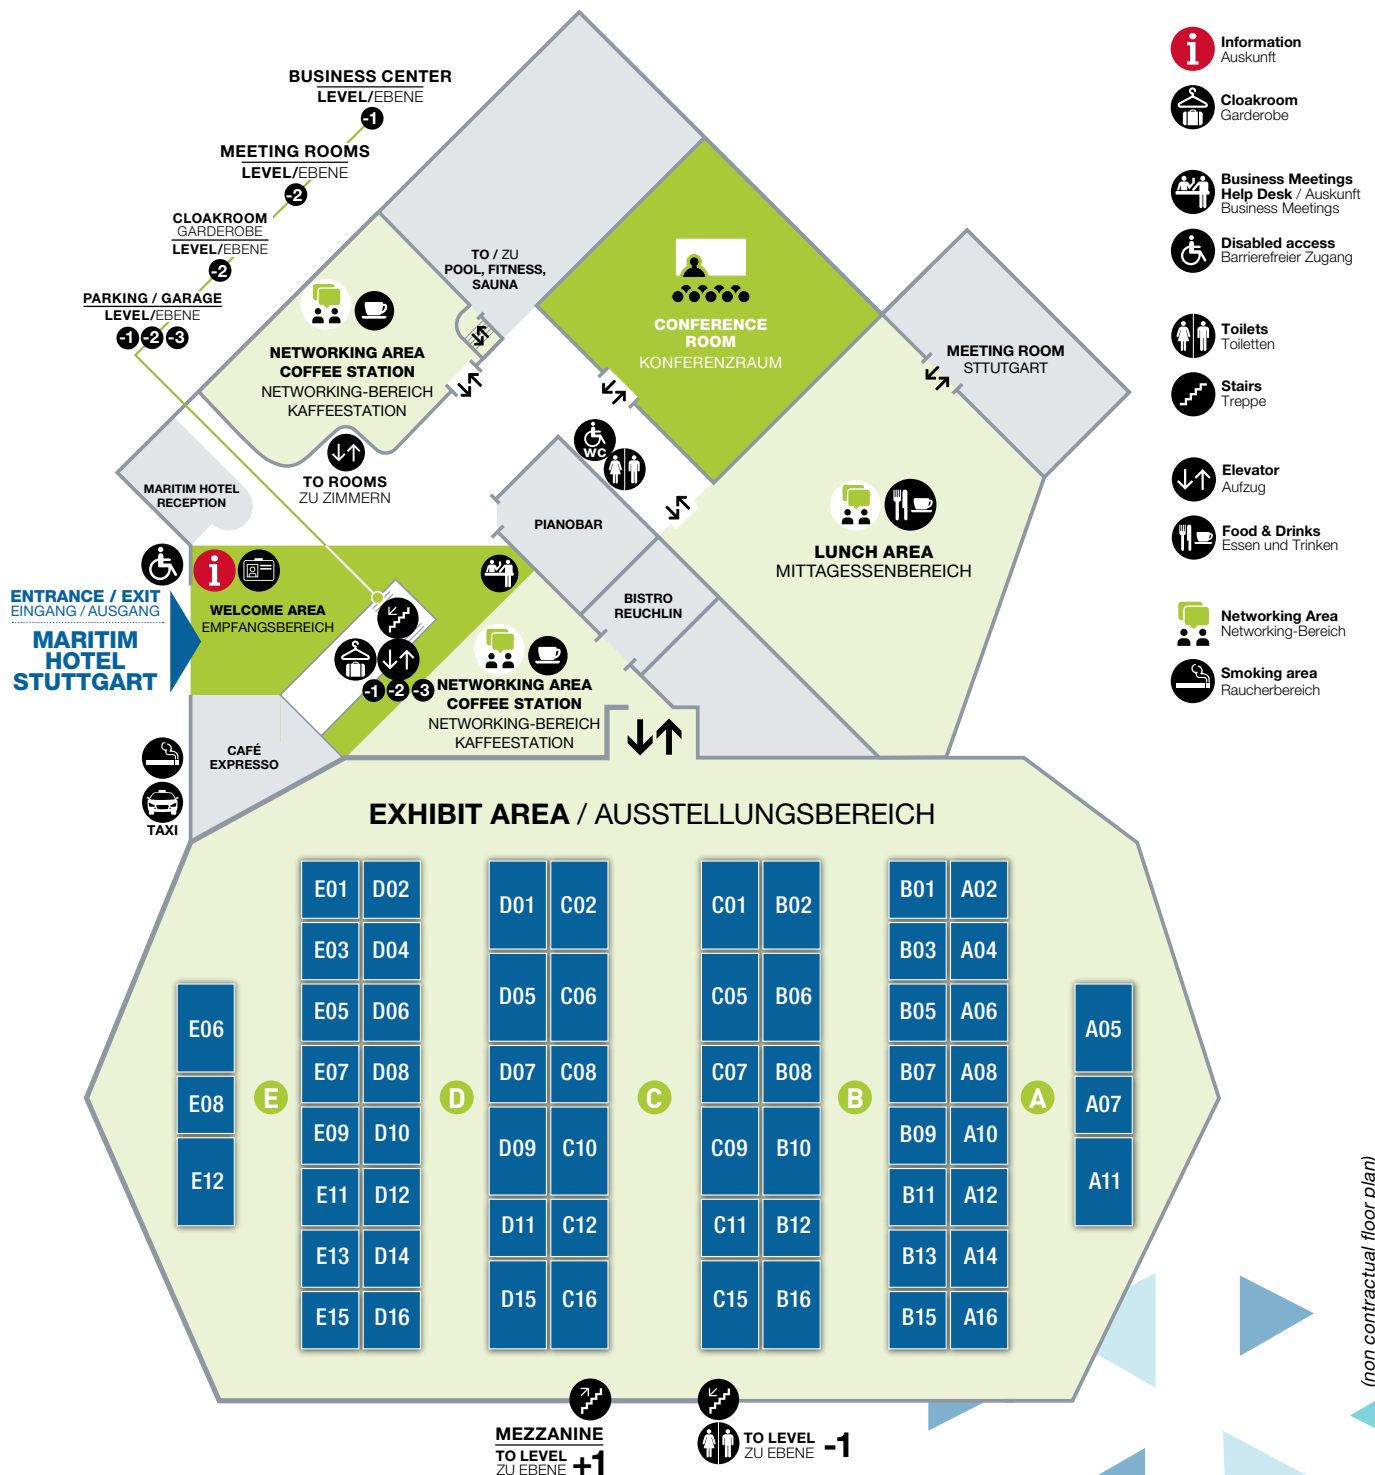 BUSINESS CENTER
LEVEL/EBENE
-1
MEETING ROOMS
LEVEL/EBENE
-2
CLOAKROOM
GARDEROBE
LEVEL/EBENE
-2
PARKING / GARAGE
LEVEL/EBENE
-1 -2 -3
TO / ZU
POOL, FITNESS,
SAUNA
NETWORKING AREA
COFFEE STATION
NETWORKING-BEREICH
KAFFEESTATION
TO ROOMS
ZU ZIMMERN
CONFERENCE
ROOM
KONFERENZRAUM
MEETING ROOM
STTUTGART
MARITIM HOTEL
RECEPTION
WC
PIANOBAR
LUNCH AREA
MITTAGESSENBEREICH
BISTRO
REUCHLIN
ENTRANCE / EXIT
EINGANG / AUSGANG
MARITIM
HOTEL
STUTTGART
i
WELCOME AREA
EMPFANGSBEREICH
-1 -2 -3
NETWORKING AREA
COFFEE STATION
NETWORKING-BEREICH
KAFFEESTATION
CAFÉ
EXPRESSO
TAXI
i
Information
Auskunft
Cloakroom
Garderobe
Business Meetings
Help Desk / Auskunft
Business Meetings
Disabled access
Barrierefreier Zugang
Toilets
Toiletten
Stairs
Treppe
Elevator
Aufzug
Food & Drinks
Essen und Trinken
Networking Area
Networking-Bereich
Smoking area
Raucherbereich
EXHIBIT AREA / AUSSTELLUNGSBEREICH
E06
E08
E12
E
E01 D02
E03 D04
E05 D06
E07 D08
E09 D10
E11 D12
E13 D14
E15 D16
D
D01 C02
D05 C06
D07 C08
D09 C10
D11 C12
D15 C16
C
C01 B02
C05 B06
C07 B08
C09 B10
C11 B12
C15 B16
B
B01 A02
B03 A04
B05 A06
B07 A08
B09 A10
B11 A12
B13 A14
B15 A16
A
A05
A07
A11
MEZZANINE
TO LEVEL
ZU EBENE +1
TO LEVEL
ZU EBENE -1
(non contractual floor plan)